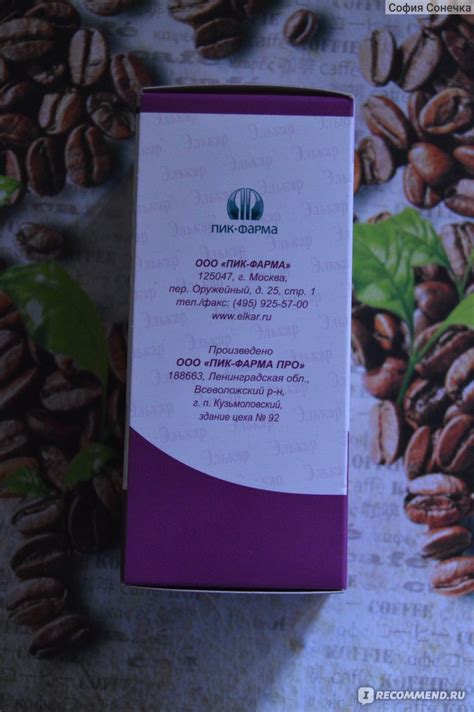 София Сонечка
ПИК-ФАРМА
ООО «ПИК-ФАРМА»
125047, г. Москва,
пер. Оружейный, д. 25, стр. 1
тел./факс: (495) 925-57-00
www.elkar.ru
Произведено
ООО «ПИК-ФАРМА ПРО»
188663, Ленинградская обл.,
Всеволожский р-н,
г. п. Кузьмоловский,
здание цеха № 92
Элькар
COFFEE
I RECOMMEND.RU